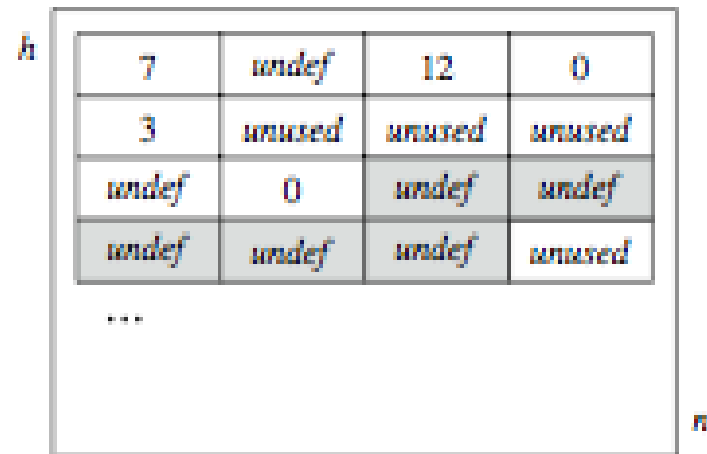 h
7 undef 12 0
3 unused unused unused
undef 0 undef undef
undef undef undef unused
...
n